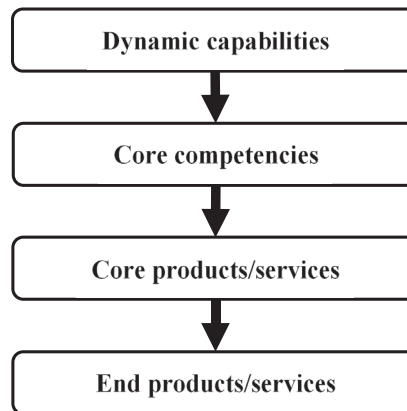 Dynamic capabilities
Core competencies
Core products/services
End products/services